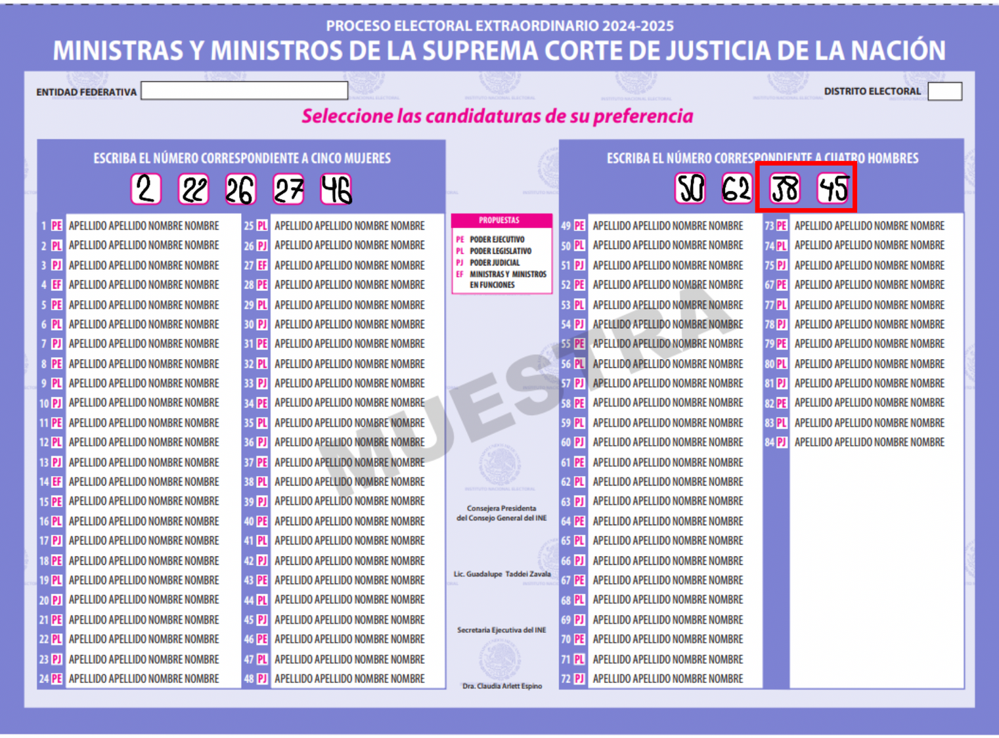 PROCESO ELECTORAL EXTRAORDINARIO 2024-2025
MINISTRAS Y MINISTROS DE LA SUPREMA CORTE DE JUSTICIA DE LA NACIÓN
ENTIDAD FEDERATIVA
DISTRITO ELECTORAL
Seleccione las candidaturas de su preferencia
ESCRIBA EL NÚMERO CORRESPONDIENTE A CINCO MUJERES
2 22 26 27 46
1 PE APELLIDO APELLIDO NOMBRE NOMBRE
2 PL APELLIDO APELLIDO NOMBRE NOMBRE
3 PJ APELLIDO APELLIDO NOMBRE NOMBRE
4 EF APELLIDO APELLIDO NOMBRE NOMBRE
5 PE APELLIDO APELLIDO NOMBRE NOMBRE
6 PL APELLIDO APELLIDO NOMBRE NOMBRE
7 PJ APELLIDO APELLIDO NOMBRE NOMBRE
8 PE APELLIDO APELLIDO NOMBRE NOMBRE
9 PL APELLIDO APELLIDO NOMBRE NOMBRE
10 PJ APELLIDO APELLIDO NOMBRE NOMBRE
11 PE APELLIDO APELLIDO NOMBRE NOMBRE
12 PL APELLIDO APELLIDO NOMBRE NOMBRE
13 PJ APELLIDO APELLIDO NOMBRE NOMBRE
14 EF APELLIDO APELLIDO NOMBRE NOMBRE
15 PE APELLIDO APELLIDO NOMBRE NOMBRE
16 PL APELLIDO APELLIDO NOMBRE NOMBRE
17 PJ APELLIDO APELLIDO NOMBRE NOMBRE
18 PE APELLIDO APELLIDO NOMBRE NOMBRE
19 PL APELLIDO APELLIDO NOMBRE NOMBRE
20 PJ APELLIDO APELLIDO NOMBRE NOMBRE
21 PE APELLIDO APELLIDO NOMBRE NOMBRE
22 PL APELLIDO APELLIDO NOMBRE NOMBRE
23 PJ APELLIDO APELLIDO NOMBRE NOMBRE
24 PE APELLIDO APELLIDO NOMBRE NOMBRE
25 PL APELLIDO APELLIDO NOMBRE NOMBRE
26 PJ APELLIDO APELLIDO NOMBRE NOMBRE
27 EF APELLIDO APELLIDO NOMBRE NOMBRE
28 PE APELLIDO APELLIDO NOMBRE NOMBRE
29 PL APELLIDO APELLIDO NOMBRE NOMBRE
30 PJ APELLIDO APELLIDO NOMBRE NOMBRE
31 PE APELLIDO APELLIDO NOMBRE NOMBRE
32 PL APELLIDO APELLIDO NOMBRE NOMBRE
33 PJ APELLIDO APELLIDO NOMBRE NOMBRE
34 PE APELLIDO APELLIDO NOMBRE NOMBRE
35 PL APELLIDO APELLIDO NOMBRE NOMBRE
36 PJ APELLIDO APELLIDO NOMBRE NOMBRE
37 PE APELLIDO APELLIDO NOMBRE NOMBRE
38 PL APELLIDO APELLIDO NOMBRE NOMBRE
39 PJ APELLIDO APELLIDO NOMBRE NOMBRE
40 PE APELLIDO APELLIDO NOMBRE NOMBRE
41 PL APELLIDO APELLIDO NOMBRE NOMBRE
42 PJ APELLIDO APELLIDO NOMBRE NOMBRE
43 PE APELLIDO APELLIDO NOMBRE NOMBRE
44 PL APELLIDO APELLIDO NOMBRE NOMBRE
45 PJ APELLIDO APELLIDO NOMBRE NOMBRE
46 PE APELLIDO APELLIDO NOMBRE NOMBRE
47 PL APELLIDO APELLIDO NOMBRE NOMBRE
48 PJ APELLIDO APELLIDO NOMBRE NOMBRE
PROPUESTAS
PE PODER EJECUTIVO
PL PODER LEGISLATIVO
PJ PODER JUDICIAL
EF MINISTRAS Y MINISTROS
EN FUNCIONES
MUESTRA
INSTITUTO NACIONAL ELECTORAL
Consejera Presidenta
del Consejo General del INE
Lic. Guadalupe Taddei Zavala
Secretaria Ejecutiva del INE
Dra. Claudia Arlett Espino
ESCRIBA EL NÚMERO CORRESPONDIENTE A CUATRO HOMBRES
50 62 38 45
49 PE APELLIDO APELLIDO NOMBRE NOMBRE
50 PL APELLIDO APELLIDO NOMBRE NOMBRE
51 PJ APELLIDO APELLIDO NOMBRE NOMBRE
52 PE APELLIDO APELLIDO NOMBRE NOMBRE
53 PL APELLIDO APELLIDO NOMBRE NOMBRE
54 PJ APELLIDO APELLIDO NOMBRE NOMBRE
55 PE APELLIDO APELLIDO NOMBRE NOMBRE
56 PL APELLIDO APELLIDO NOMBRE NOMBRE
57 PJ APELLIDO APELLIDO NOMBRE NOMBRE
58 PE APELLIDO APELLIDO NOMBRE NOMBRE
59 PL APELLIDO APELLIDO NOMBRE NOMBRE
60 PJ APELLIDO APELLIDO NOMBRE NOMBRE
61 PE APELLIDO APELLIDO NOMBRE NOMBRE
62 PL APELLIDO APELLIDO NOMBRE NOMBRE
63 PJ APELLIDO APELLIDO NOMBRE NOMBRE
64 PE APELLIDO APELLIDO NOMBRE NOMBRE
65 PL APELLIDO APELLIDO NOMBRE NOMBRE
66 PJ APELLIDO APELLIDO NOMBRE NOMBRE
67 PE APELLIDO APELLIDO NOMBRE NOMBRE
68 PL APELLIDO APELLIDO NOMBRE NOMBRE
69 PJ APELLIDO APELLIDO NOMBRE NOMBRE
70 PE APELLIDO APELLIDO NOMBRE NOMBRE
71 PL APELLIDO APELLIDO NOMBRE NOMBRE
72 PJ APELLIDO APELLIDO NOMBRE NOMBRE
73 PE APELLIDO APELLIDO NOMBRE NOMBRE
74 PL APELLIDO APELLIDO NOMBRE NOMBRE
75 PJ APELLIDO APELLIDO NOMBRE NOMBRE
67 PE APELLIDO APELLIDO NOMBRE NOMBRE
77 PL APELLIDO APELLIDO NOMBRE NOMBRE
78 PJ APELLIDO APELLIDO NOMBRE NOMBRE
79 PE APELLIDO APELLIDO NOMBRE NOMBRE
80 PL APELLIDO APELLIDO NOMBRE NOMBRE
81 PJ APELLIDO APELLIDO NOMBRE NOMBRE
82 PE APELLIDO APELLIDO NOMBRE NOMBRE
83 PL APELLIDO APELLIDO NOMBRE NOMBRE
84 PJ APELLIDO APELLIDO NOMBRE NOMBRE